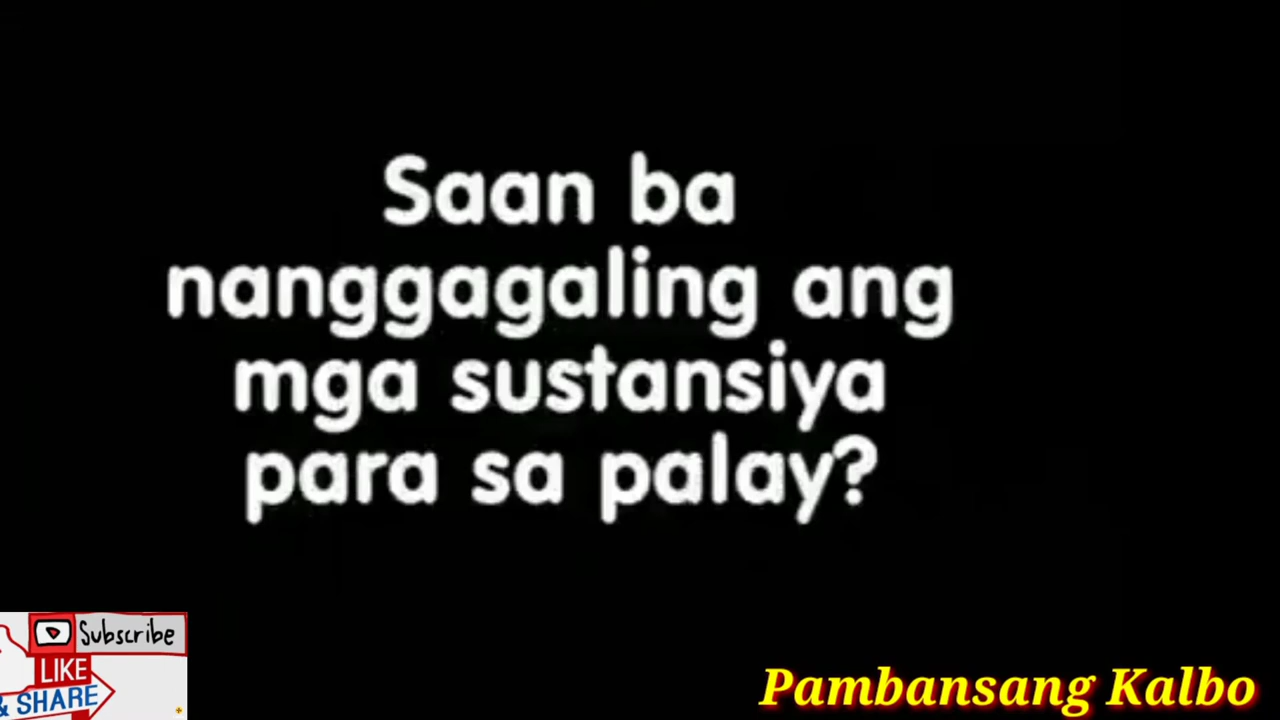 Saan ba
nanggagaling ang
mga sustansiya
para sa palay?
Subscribe
LIKE
& SHARE
Pambansang Kalbo